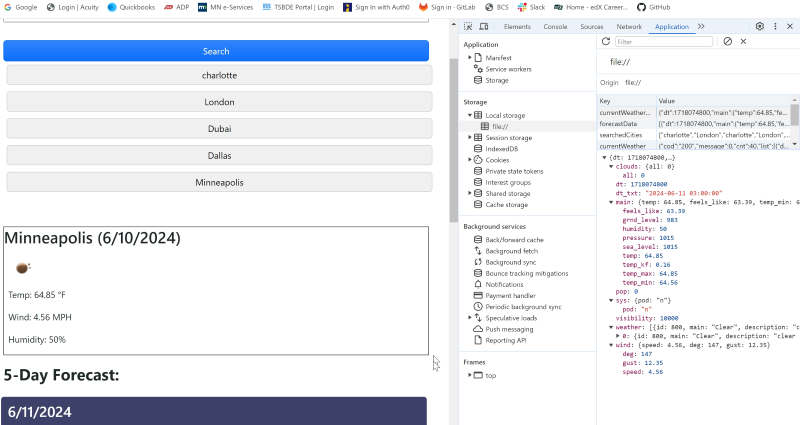 Google Login | Acuity Quickbooks ADP MN e-Services TSBDE Portal | Login Sign In with Auth0 Sign in · GitLab BCS Slack Home - edX Career... GitHub
Search
charlotte
London
Dubai
Dallas
Minneapolis
Minneapolis (6/10/2024)
Temp: 64.85 °F
Wind: 4.56 MPH
Humidity: 50%
5-Day Forecast:
6/11/2024
Elements Console Sources Network Application
Application
Manifest
Service workers
Storage
Storage
Local storage
file://
Session storage
IndexedDB
Cookies
Private state tokens
Interest groups
Shared storage
Cache storage
Background services
Back/forward cache
Background fetch
Background sync
Bounce tracking mitigations
Notifications
Payment handler
Periodic background sync
Speculative loads
Push messaging
Reporting API
Frames
top
Filter
file://
Origin file://
Key Value
currentWeather... {"dt":1718074800,"main":{"temp":64.85,"fe...
forecastData [{"dt":1718074800,"main":{"temp":64.85,"f...
searchedCities ["charlotte","London","charlotte","London",...
currentWeather {"cod":"200","message":0,"cnt":40,"list":[{"d...
{dt: 1718074800,…}
clouds: {all: 0}
all: 0
dt: 1718074800
dt_txt: "2024-06-11 03:00:00"
main: {temp: 64.85, feels_like: 63.39, temp_min: 6
feels_like: 63.39
grnd_level: 983
humidity: 50
pressure: 1015
sea_level: 1015
temp: 64.85
temp_kf: 0.16
temp_max: 64.85
temp_min: 64.56
pop: 0
sys: {pod: "n"}
pod: "n"
visibility: 10000
weather: [{id: 800, main: "Clear", description: "c
0: {id: 800, main: "Clear", description: "clear
wind: {speed: 4.56, deg: 147, gust: 12.35}
deg: 147
gust: 12.35
speed: 4.56